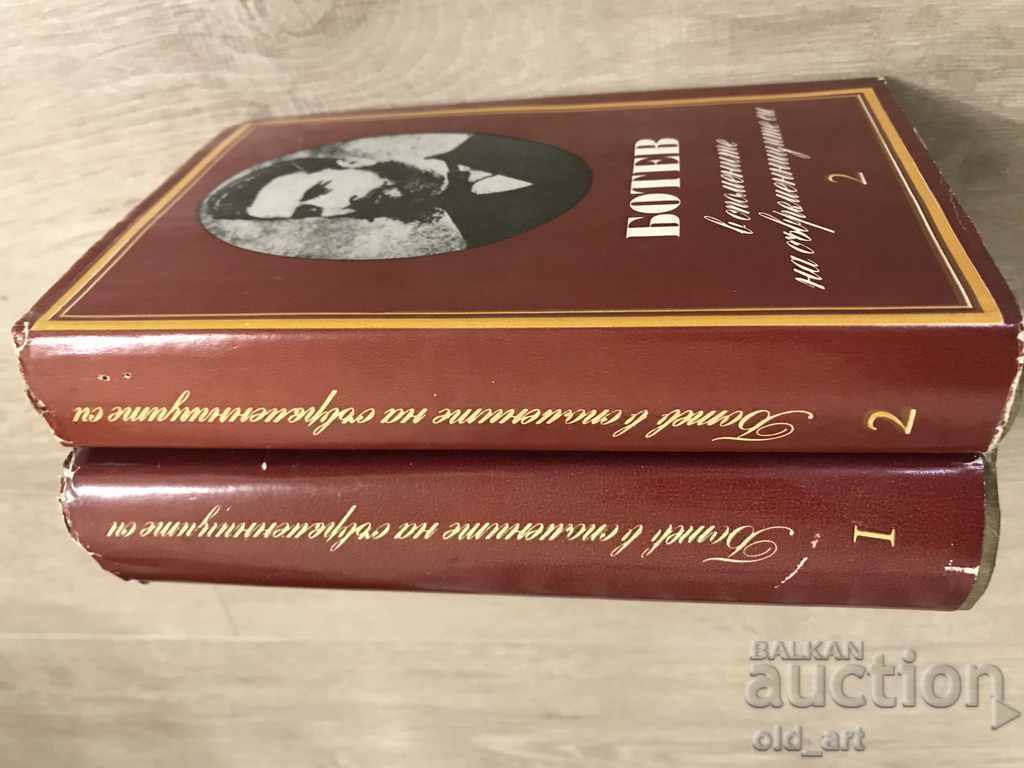 БОТЕВ
в спомените
на съвременниците си
2
Ботев в спомените на съвременниците си
2
Ботев в спомените на съвременниците си
I
BALKAN
auction
old_art